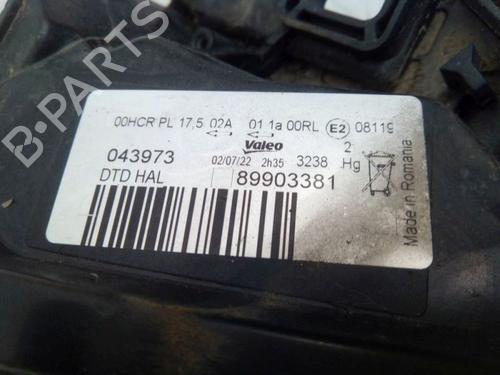 00HCR PL 17,5 02A 01 1a 00RL E2 08119
Valeo
043973 02/07/22 2h35 3238
2
Hg
DTD HAL 89903381
Made in Romania
B-PARTS